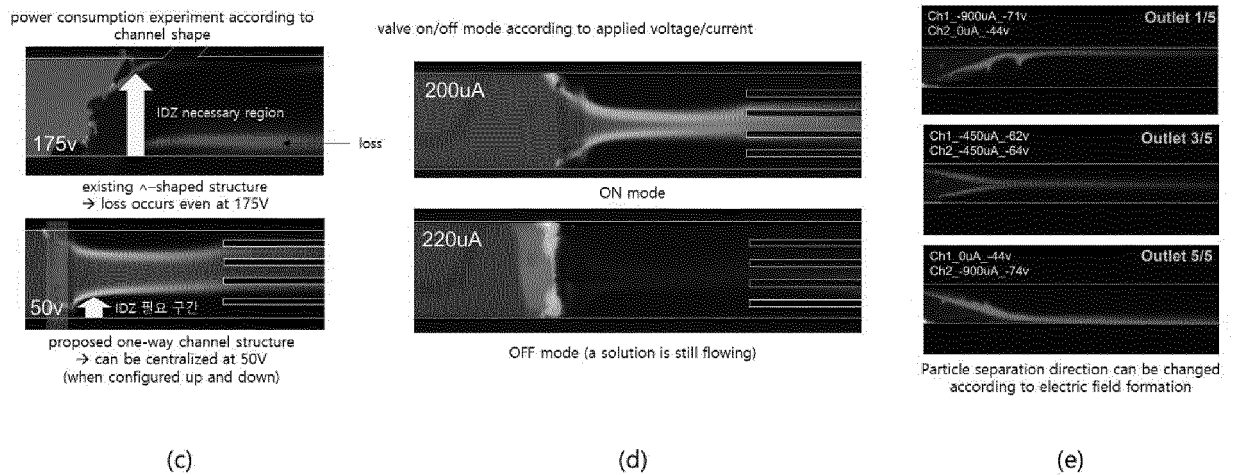 power consumption experiment according to
channel shape
IDZ necessary region
175v
loss
existing ^-shaped structure
→ loss occurs even at 175V
50v
IDZ 필요 구간
proposed one-way channel structure
→ can be centralized at 50V
(when configured up and down)
(c)
valve on/off mode according to applied voltage/current
200uA
ON mode
220uA
OFF mode (a solution is still flowing)
(d)
Ch1_-900uA_-71v
Ch2_0uA_-44v
Outlet 1/5
Ch1_-450uA_-62v
Ch2_-450uA_-64v
Outlet 3/5
Ch1_0uA_-44v
Ch2_-900uA_-74v
Outlet 5/5
Particle separation direction can be changed
according to electric field formation
(e)